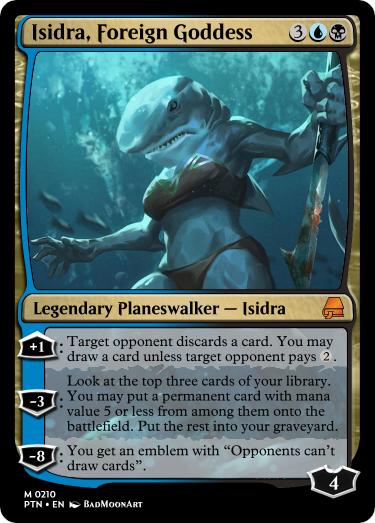 Isidra, Foreign Goddess 3
Legendary Planeswalker — Isidra
+1: Target opponent discards a card. You may
draw a card unless target opponent pays 2.
Look at the top three cards of your library.
-3: You may put a permanent card with mana
value 5 or less from among them onto the
battlefield. Put the rest into your graveyard.
-8: You get an emblem with “Opponents can’t
draw cards”.
4
M 0210
PTN • EN BadMoonArt